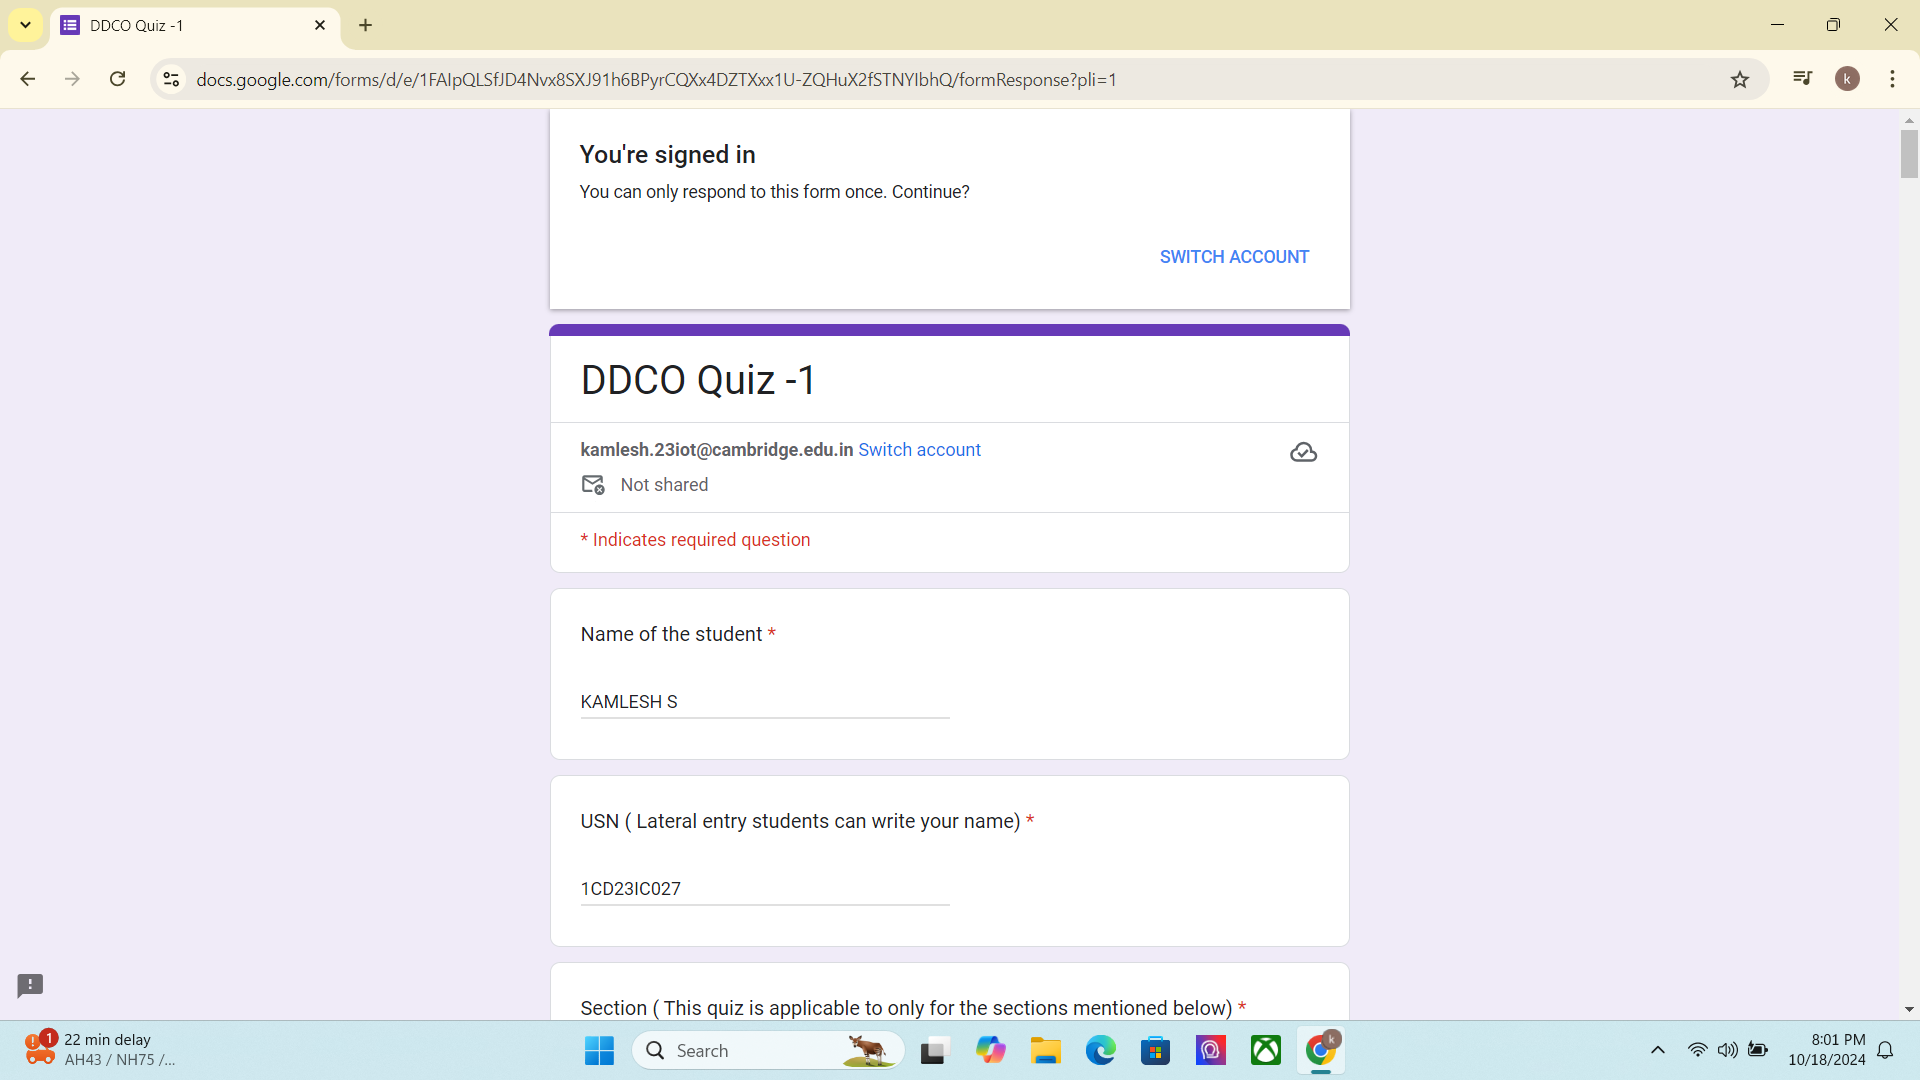 DDCO Quiz -1
docs.google.com/forms/d/e/1FAIpQLSfJD4Nvx8SXJ91h6BPyrCQXx4DZTXxx1U-ZQHuX2fSTNYIbhQ/formResponse?pli=1
k
You're signed in
You can only respond to this form once. Continue?
SWITCH ACCOUNT
DDCO Quiz -1
kamlesh.23iot@cambridge.edu.in Switch account
Not shared
* Indicates required question
Name of the student *
KAMLESH S
USN ( Lateral entry students can write your name) *
1CD23IC027
Section ( This quiz is applicable to only for the sections mentioned below) *
1
22 min delay
AH43 / NH75 /...
Search
k
8:01 PM
10/18/2024